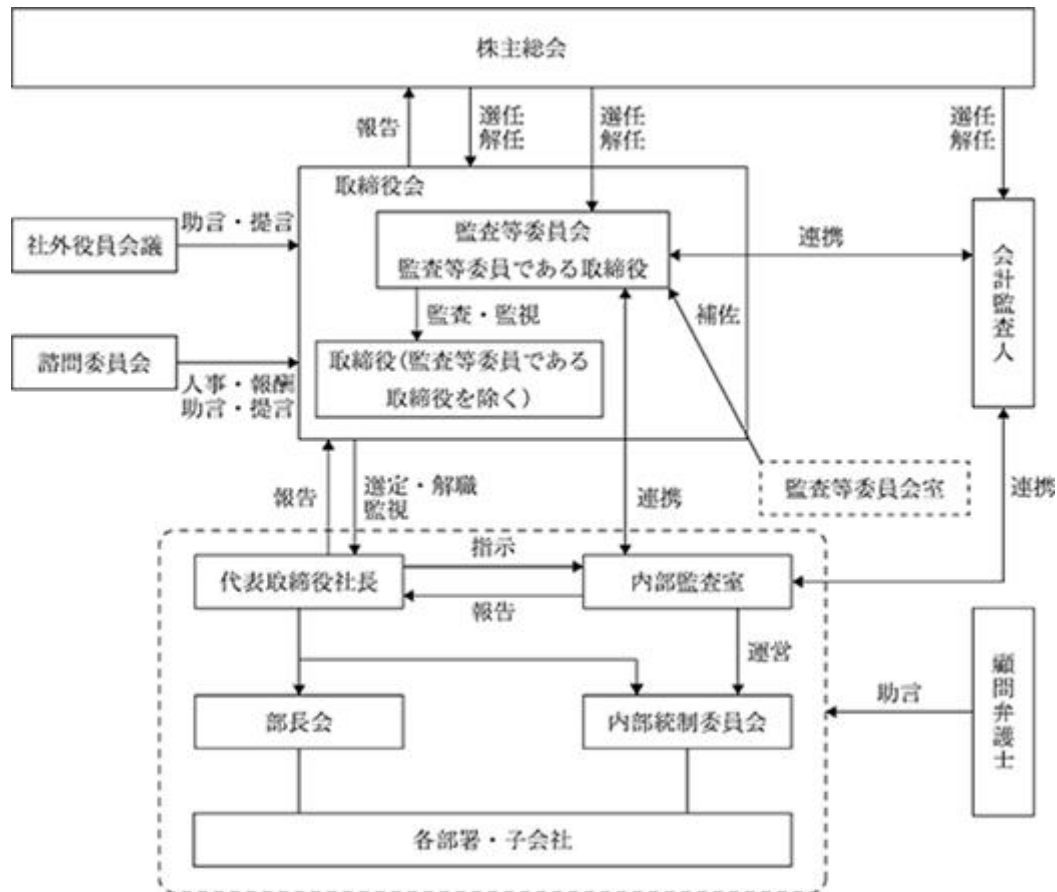 株主総会
報告
選任
解任
選任
解任
選任
解任
取締役会
社外役員会議
助言・提言
監査等委員会
監査等委員である取締役
連携
会計監査人
監査・監視
補佐
諮問委員会
人事・報酬
助言・提言
取締役(監査等委員である
取締役を除く)
報告
選定・解職
監視
連携
監査等委員会室
連携
代表取締役社長
指示
報告
内部監査室
運営
部長会
内部統制委員会
助言
顧問弁護士
各部署・子会社